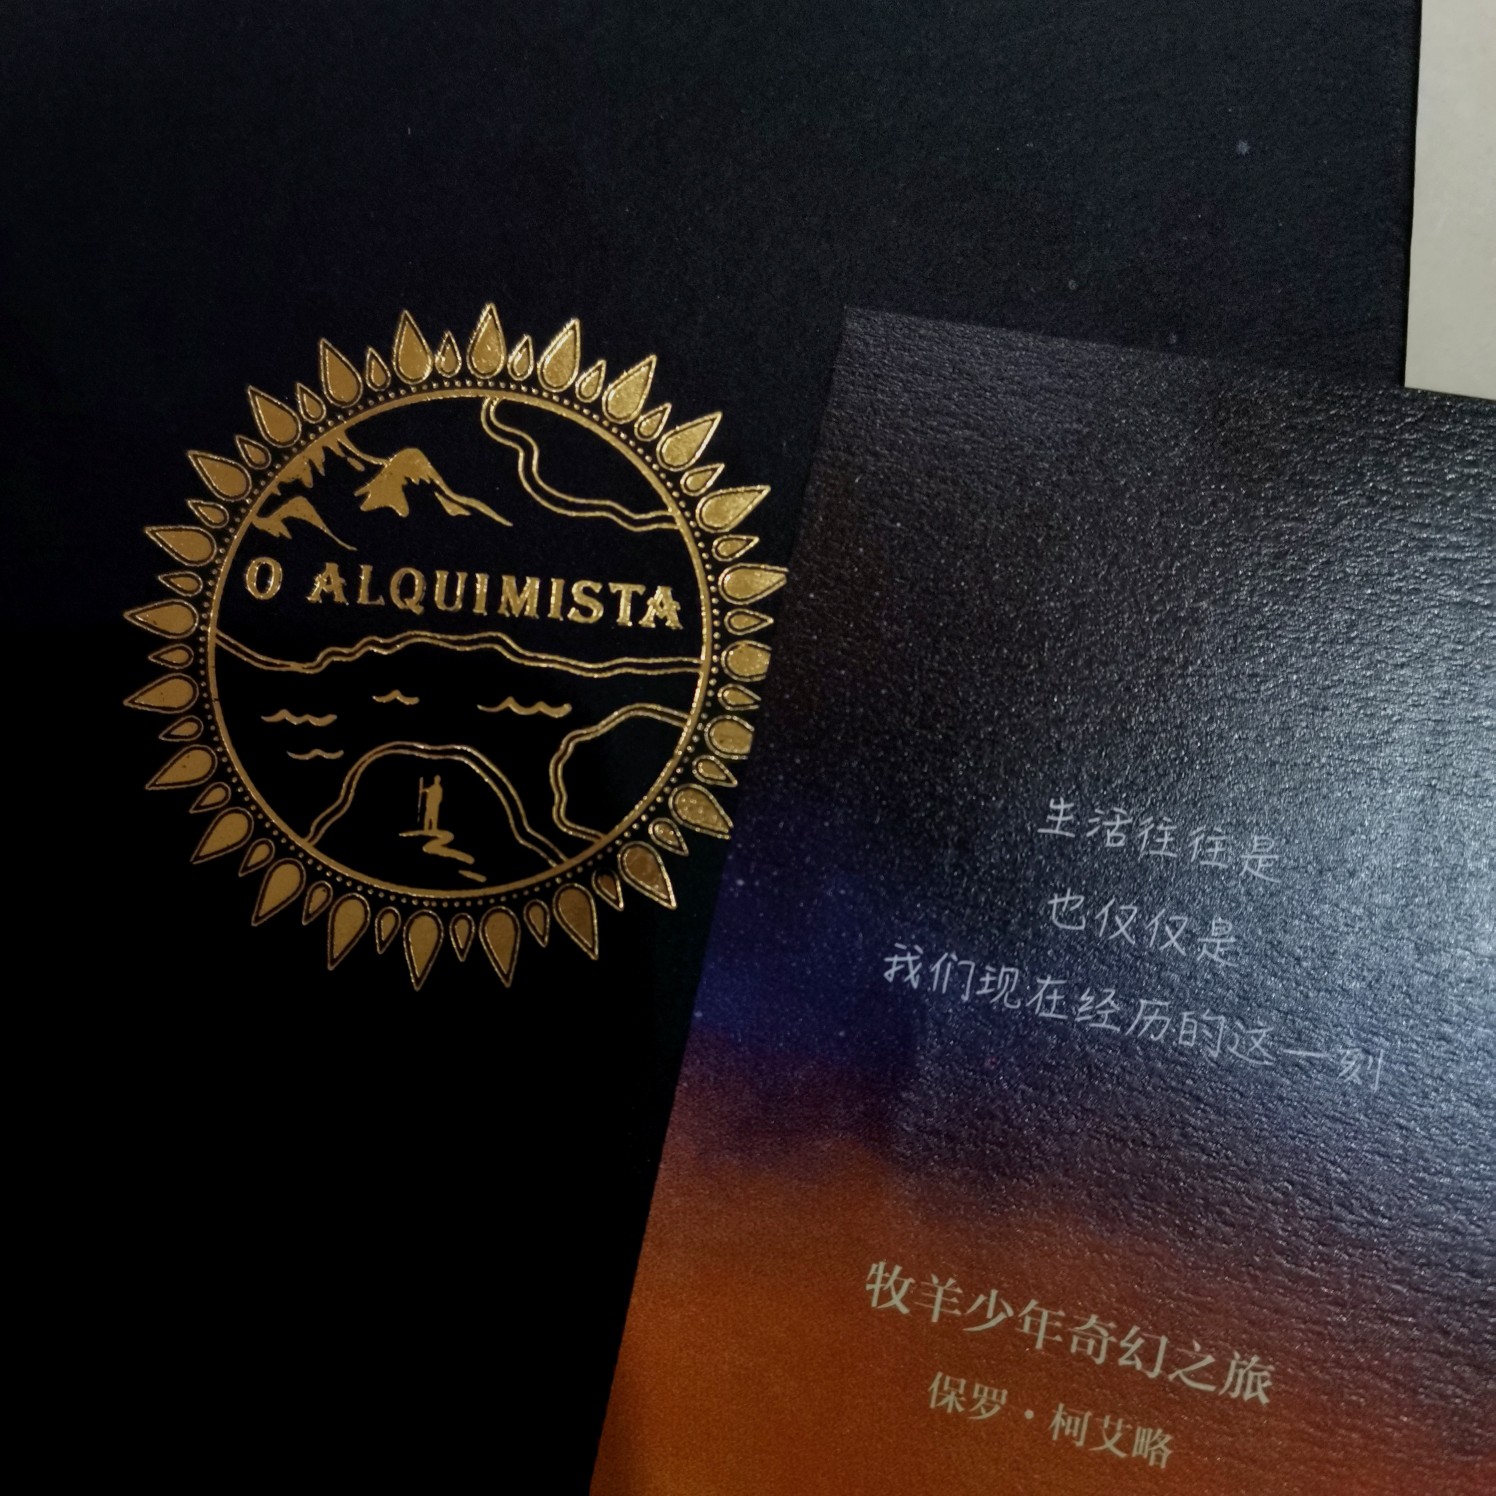 O ALQUIMISTA
生活往往是
也仅仅是
我们现在经历的这一刻
牧羊少年奇幻之旅
保罗·柯艾略